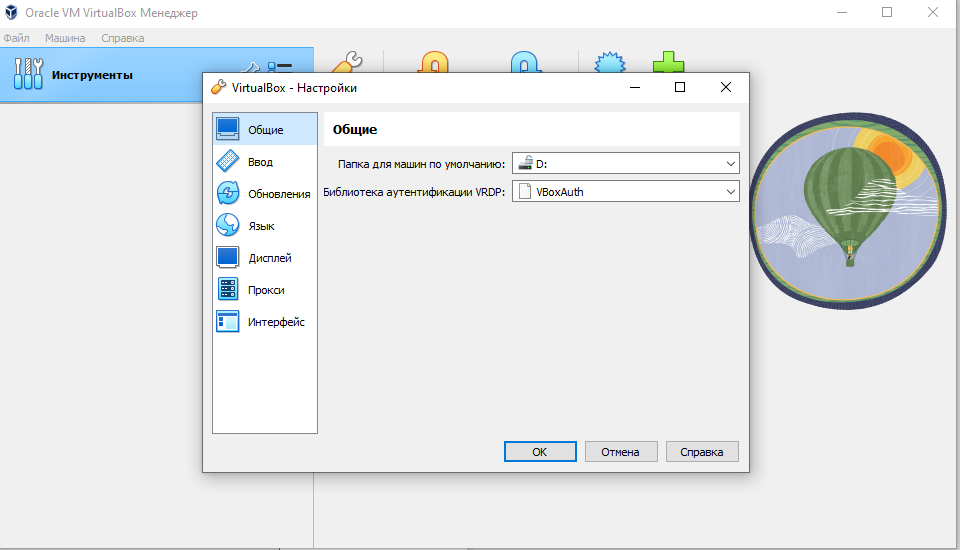 Oracle VM VirtualBox Менеджер
Файл Машина Справка
Инструменты
VirtualBox - Настройки
Общие
Ввод
Обновления
Язык
Дисплей
Прокси
Интерфейс
Общие
Папка для машин по умолчанию: D:
Библиотека аутентификации VRDP: VBoxAuth
OK Отмена Справка